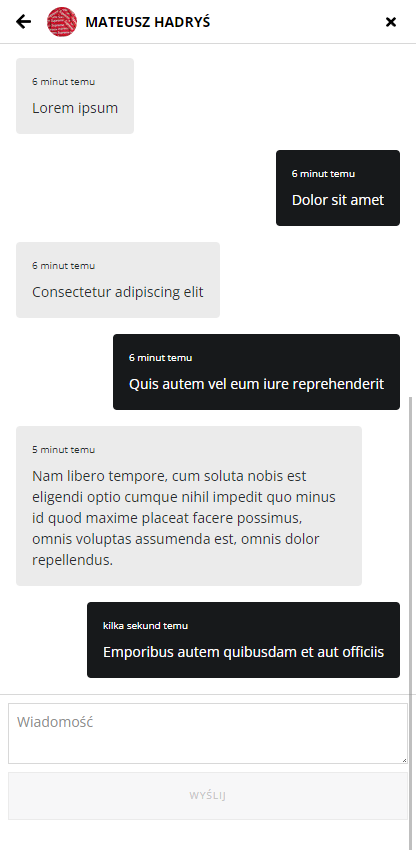 MATEUSZ HADRYŚ
6 minut temu
Lorem ipsum
6 minut temu
Dolor sit amet
6 minut temu
Consectetur adipiscing elit
6 minut temu
Quis autem vel eum iure reprehenderit
5 minut temu
Nam libero tempore, cum soluta nobis est
eligendi optio cumque nihil impedit quo minus
id quod maxime placeat facere possimus,
omnis voluptas assumenda est, omnis dolor
repellendus.
kilka sekund temu
Emporibus autem quibusdam et aut officiis
Wiadomość
WYŚLIJ